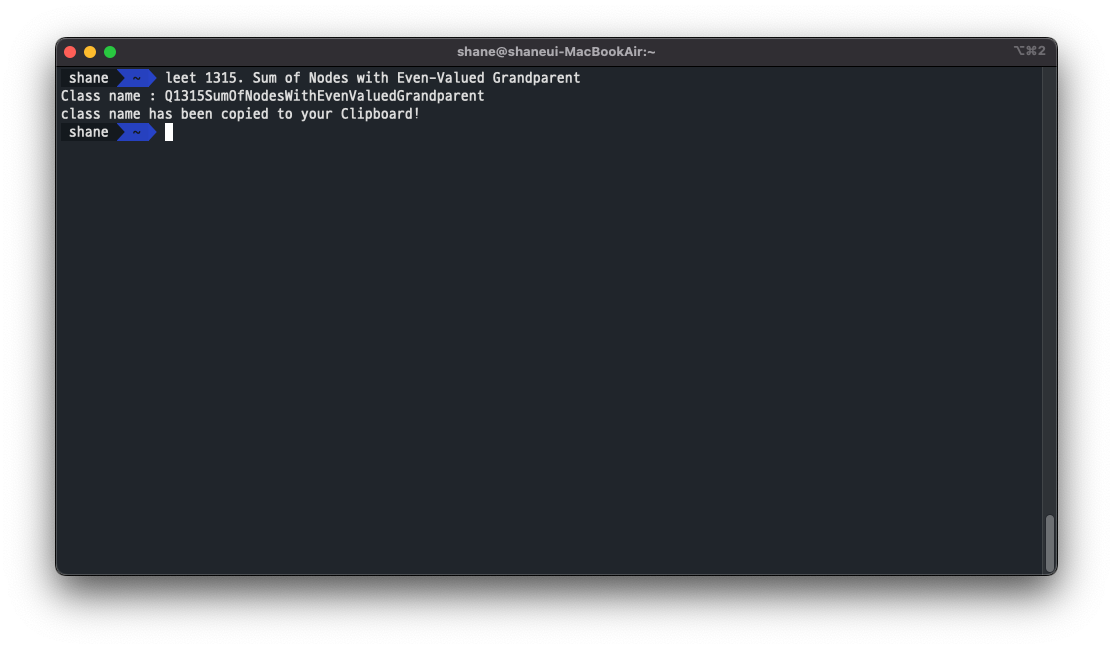 shane@shaneui-MacBookAir:~
⌥⌘2
shane ~ leet 1315. Sum of Nodes with Even-Valued Grandparent
Class name : Q1315SumOfNodesWithEvenValuedGrandparent
class name has been copied to your Clipboard!
shane ~